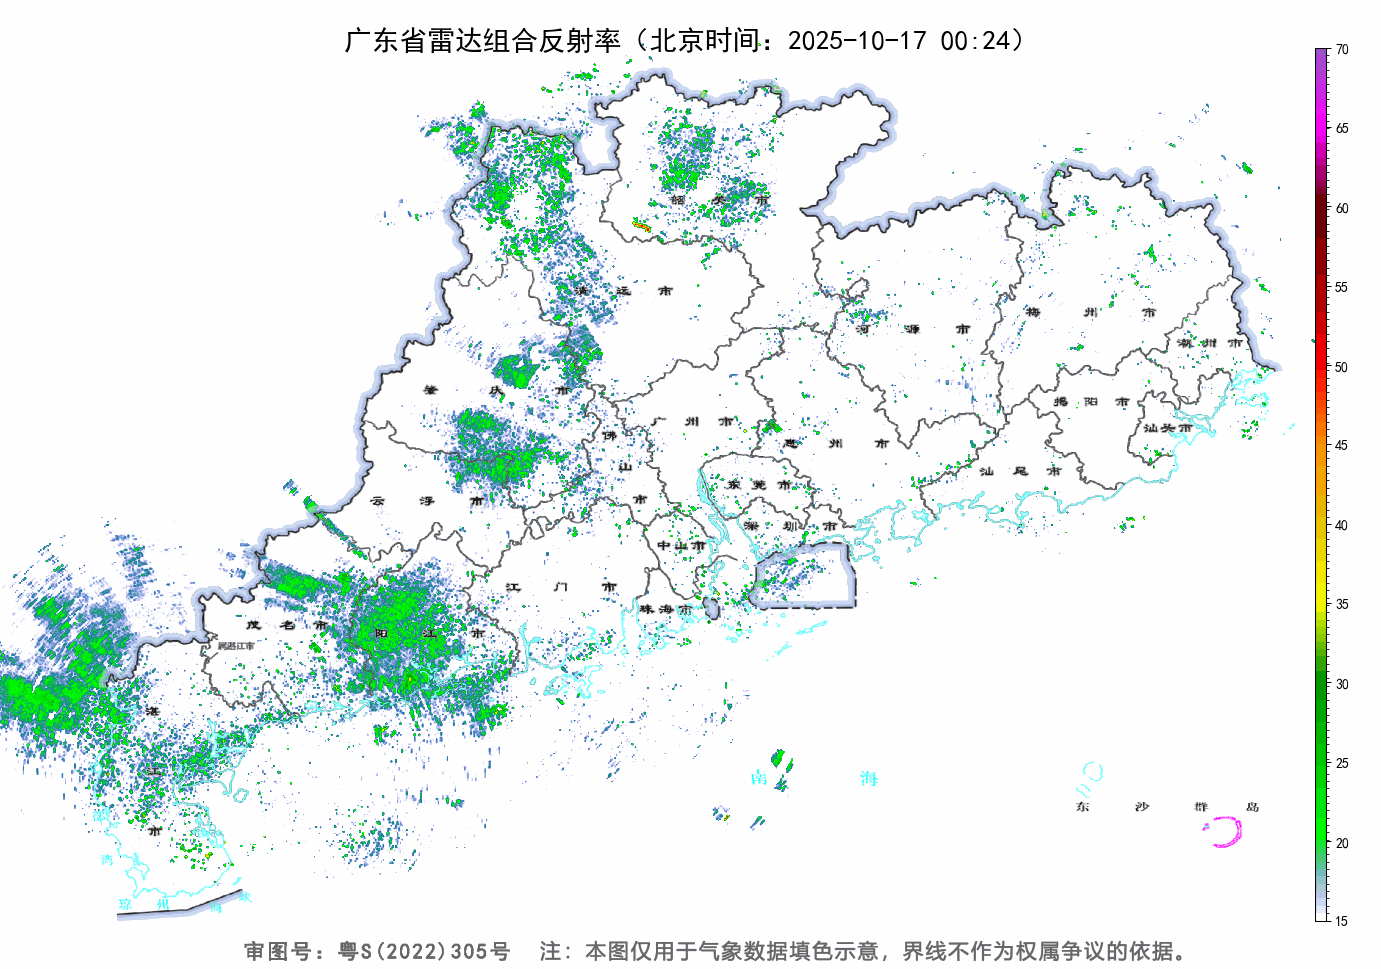 广东省雷达组合反射率（北京时间：2025-10-17 00:24）
70
65
60
55
50
45
40
35
30
25
20
15
韶关市
清远市
河源市
梅州市
潮州市
肇庆市
揭阳市
汕头市
广州市
佛山市
惠州市
汕尾市
云浮市
东莞市
深圳市
中山市
江门市
珠海市
茂名市
属湛江市
阳江市
湛江市
南海
东沙群岛
湾
琼州海峡
审图号：粤S(2022)305号 注：本图仅用于气象数据填色示意，界线不作为权属争议的依据。